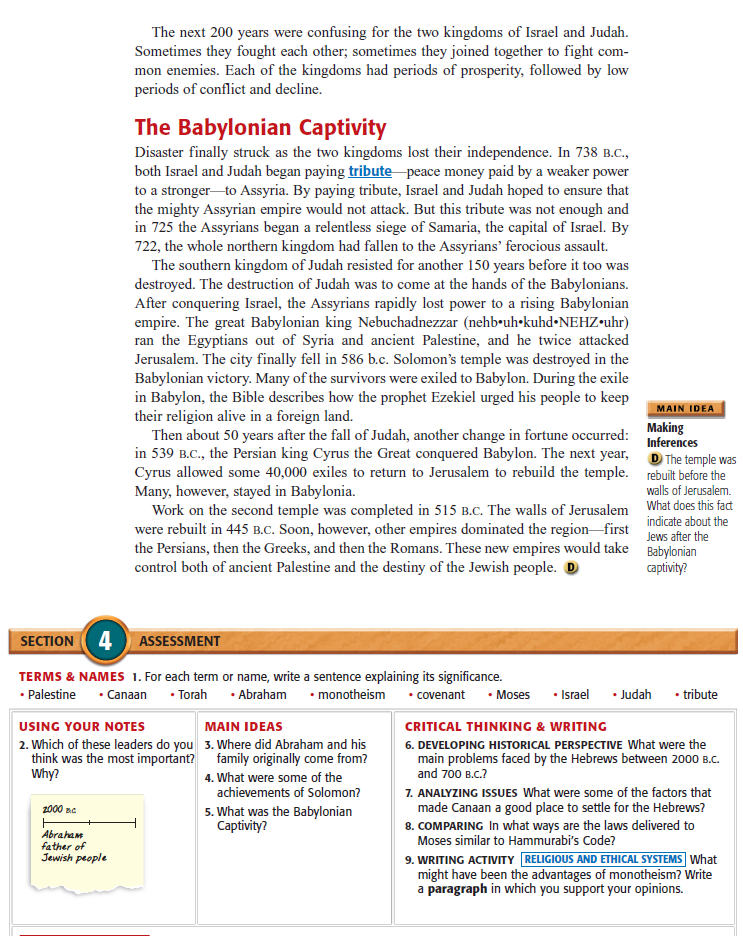 The next 200 years were confusing for the two kingdoms of Israel and Judah.
Sometimes they fought each other; sometimes they joined together to fight com-
mon enemies. Each of the kingdoms had periods of prosperity, followed by low
periods of conflict and decline.
The Babylonian Captivity
Disaster finally struck as the two kingdoms lost their independence. In 738 B.C.,
both Israel and Judah began paying tribute—peace money paid by a weaker power
to a stronger—to Assyria. By paying tribute, Israel and Judah hoped to ensure that
the mighty Assyrian empire would not attack. But this tribute was not enough and
in 725 the Assyrians began a relentless siege of Samaria, the capital of Israel. By
722, the whole northern kingdom had fallen to the Assyrians’ ferocious assault.
The southern kingdom of Judah resisted for another 150 years before it too was
destroyed. The destruction of Judah was to come at the hands of the Babylonians.
After conquering Israel, the Assyrians rapidly lost power to a rising Babylonian
empire. The great Babylonian king Nebuchadnezzar (nehb•uh•kuhd•NEHZ•uhr)
ran the Egyptians out of Syria and ancient Palestine, and he twice attacked
Jerusalem. The city finally fell in 586 b.c. Solomon’s temple was destroyed in the
Babylonian victory. Many of the survivors were exiled to Babylon. During the exile
in Babylon, the Bible describes how the prophet Ezekiel urged his people to keep
their religion alive in a foreign land.
Then about 50 years after the fall of Judah, another change in fortune occurred:
in 539 B.C., the Persian king Cyrus the Great conquered Babylon. The next year,
Cyrus allowed some 40,000 exiles to return to Jerusalem to rebuild the temple.
Many, however, stayed in Babylonia.
Work on the second temple was completed in 515 B.C. The walls of Jerusalem
were rebuilt in 445 B.C. Soon, however, other empires dominated the region—first
the Persians, then the Greeks, and then the Romans. These new empires would take
control both of ancient Palestine and the destiny of the Jewish people. D
MAIN IDEA
Making
Inferences
D The temple was
rebuilt before the
walls of Jerusalem.
What does this fact
indicate about the
Jews after the
Babylonian
captivity?
SECTION 4 ASSESSMENT
TERMS & NAMES 1. For each term or name, write a sentence explaining its significance.
• Palestine • Canaan • Torah • Abraham • monotheism • covenant • Moses • Israel • Judah • tribute
USING YOUR NOTES
2. Which of these leaders do you
think was the most important?
Why?
2000 B.C.
Abraham
father of
Jewish people
MAIN IDEAS
3. Where did Abraham and his
family originally come from?
4. What were some of the
achievements of Solomon?
5. What was the Babylonian
Captivity?
CRITICAL THINKING & WRITING
6. DEVELOPING HISTORICAL PERSPECTIVE What were the
main problems faced by the Hebrews between 2000 B.C.
and 700 B.C.?
7. ANALYZING ISSUES What were some of the factors that
made Canaan a good place to settle for the Hebrews?
8. COMPARING In what ways are the laws delivered to
Moses similar to Hammurabi’s Code?
9. WRITING ACTIVITY RELIGIOUS AND ETHICAL SYSTEMS What
might have been the advantages of monotheism? Write
a paragraph in which you support your opinions.